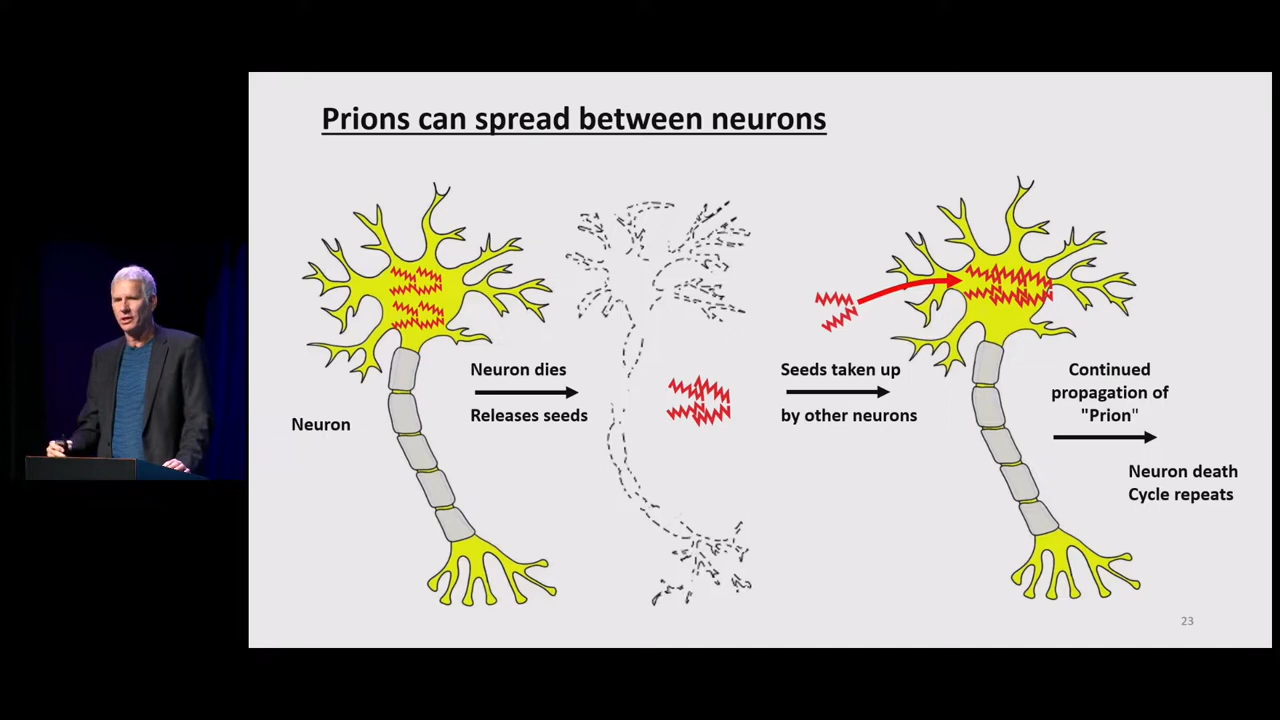 Prions can spread between neurons
Neuron
Neuron dies
Releases seeds
Seeds taken up
by other neurons
Continued
propagation of
"Prion"
Neuron death
Cycle repeats
23